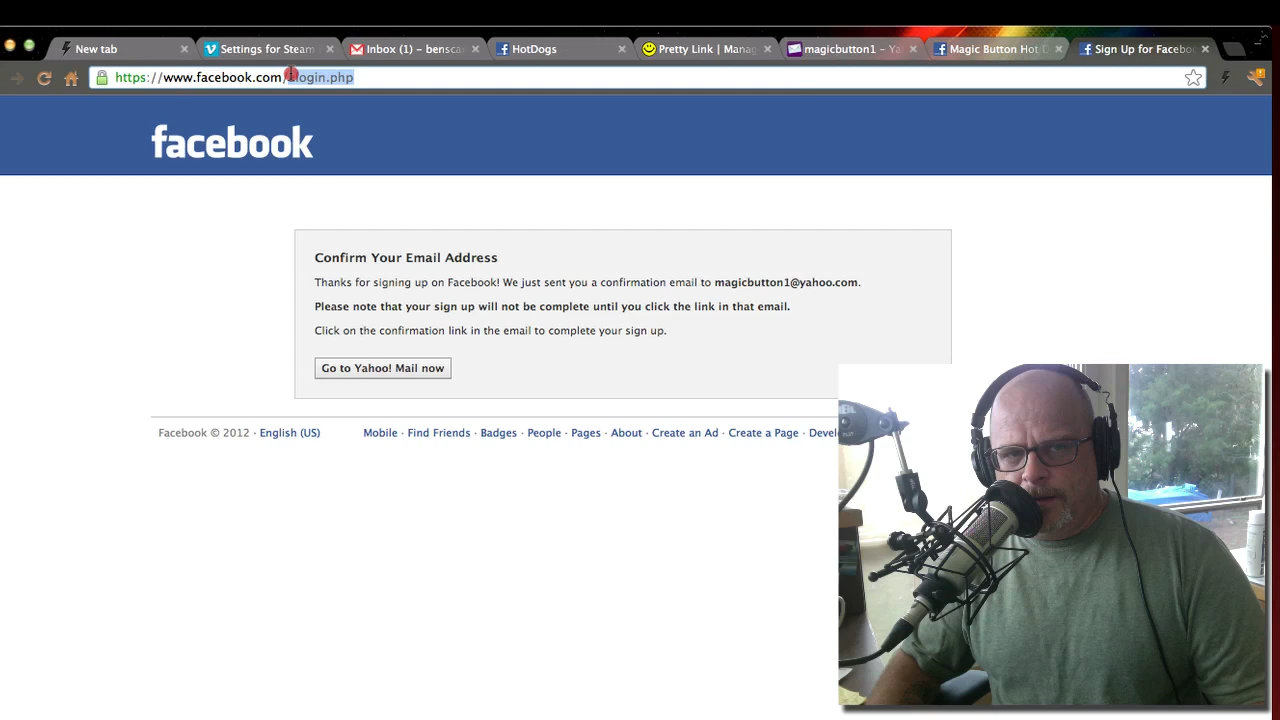 New tab
Settings for Steam
Inbox (1) – bensca
HotDogs
Pretty Link | Manag
magicbutton1 – Ya
Magic Button Hot D
Sign Up for Facebo
https://www.facebook.com/login.php
facebook
Confirm Your Email Address
Thanks for signing up on Facebook! We just sent you a confirmation email to magicbutton1@yahoo.com.
Please note that your sign up will not be complete until you click the link in that email.
Click on the confirmation link in the email to complete your sign up.
Go to Yahoo! Mail now
Facebook © 2012 · English (US)
Mobile · Find Friends · Badges · People · Pages · About · Create an Ad · Create a Page · Develo